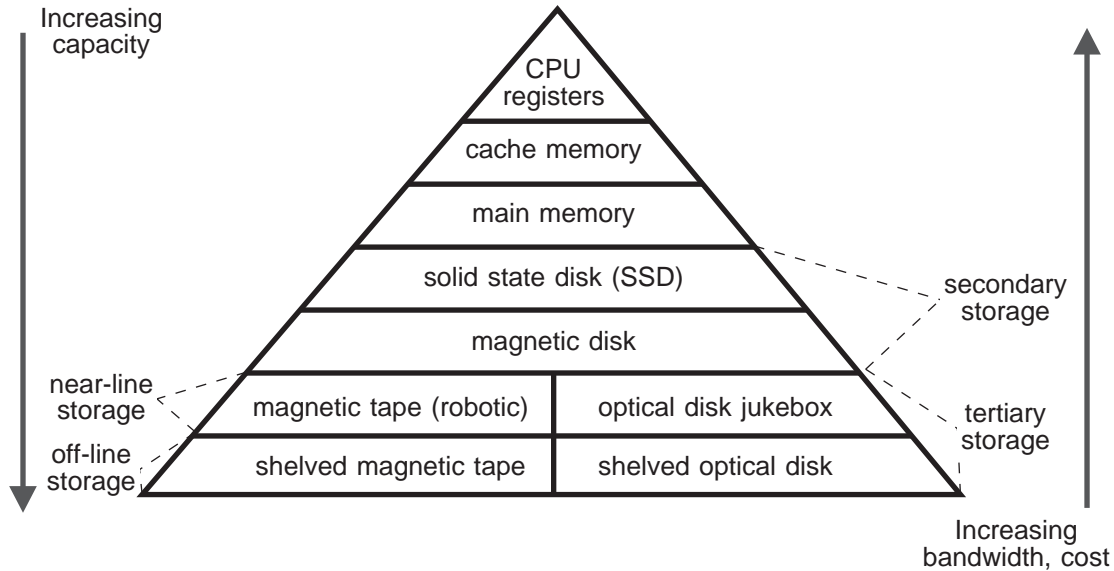 Increasing
capacity
CPU
registers
cache memory
main memory
solid state disk (SSD)
secondary
storage
magnetic disk
near-line
storage
magnetic tape (robotic)
optical disk jukebox
tertiary
storage
off-line
storage
shelved magnetic tape
shelved optical disk
Increasing
bandwidth, cost